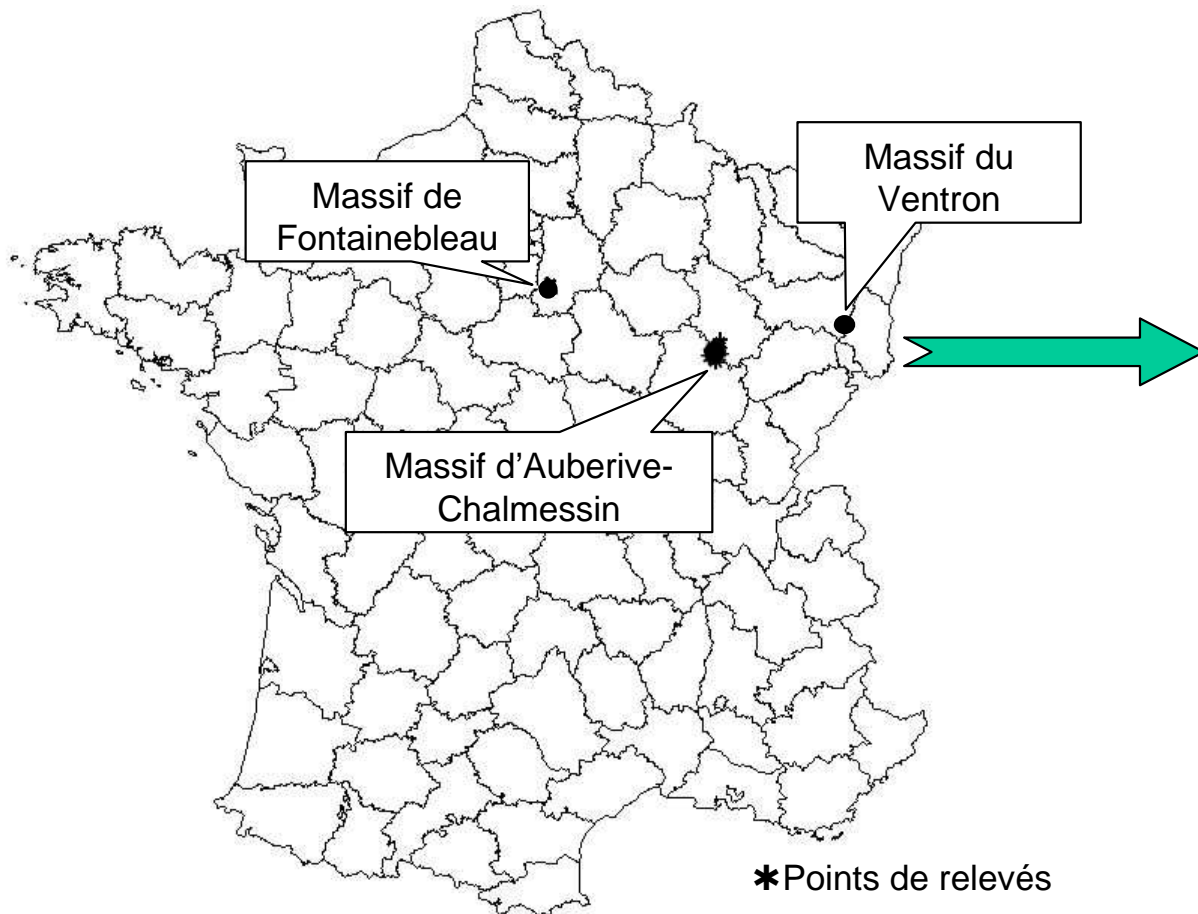 Massif du
Ventron
Massif de
Fontainebleau
Massif d'Auberive-
Chalmessin
✱Points de relevés